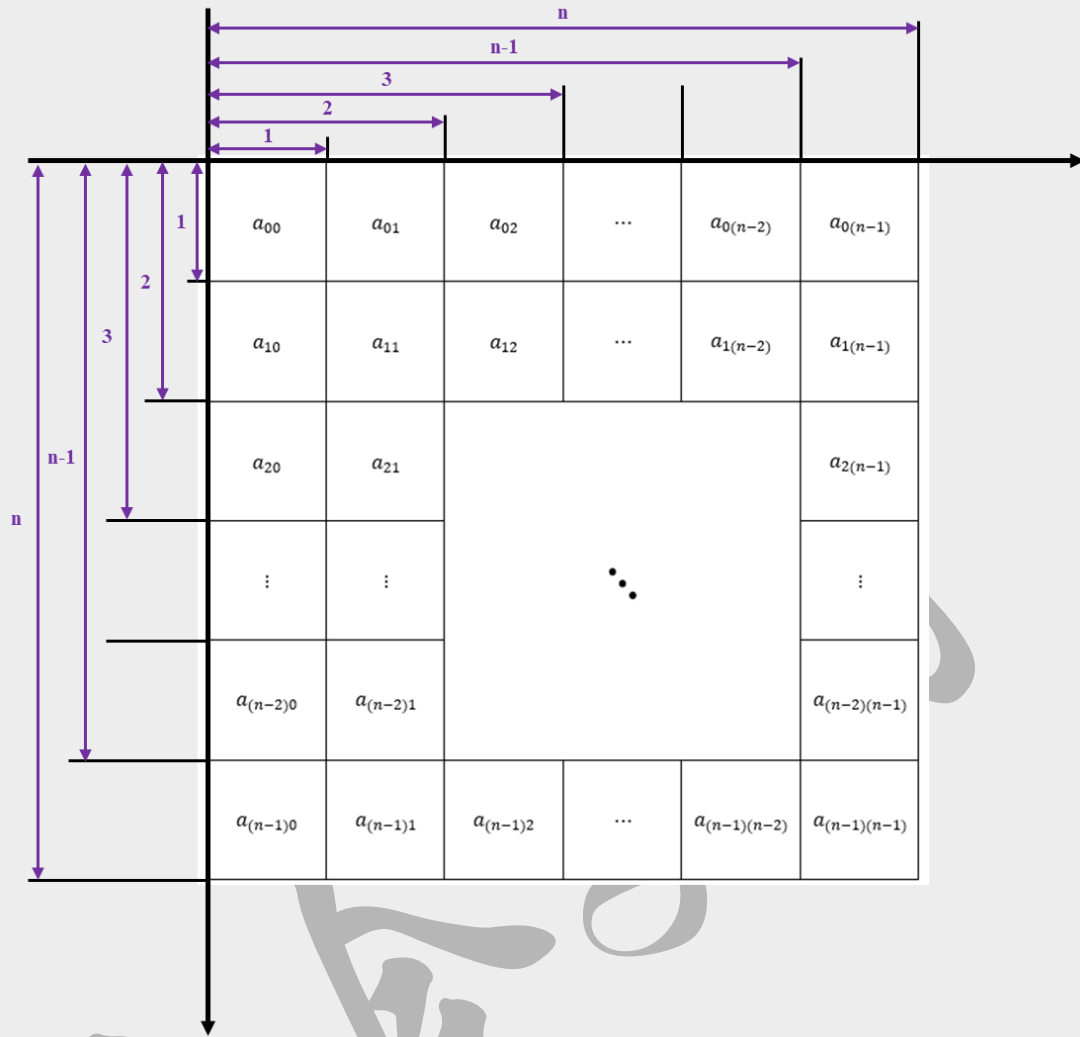 n
n-1
3
2
1
1 a₀₀ a₀₁ a₀₂ ⋯ a₀₍ₙ₋₂₎ a₀₍ₙ₋₁₎
2
3 a₁₀ a₁₁ a₁₂ ⋯ a₁₍ₙ₋₂₎ a₁₍ₙ₋₁₎
n-1 a₂₀ a₂₁ a₂₍ₙ₋₁₎
n
⋮ ⋮ ⋱ ⋮
a₍ₙ₋₂₎₀ a₍ₙ₋₂₎₁ a₍ₙ₋₂₎₍ₙ₋₁₎
a₍ₙ₋₁₎₀ a₍ₙ₋₁₎₁ a₍ₙ₋₁₎₂ ⋯ a₍ₙ₋₁₎₍ₙ₋₂₎ a₍ₙ₋₁₎₍ₙ₋₁₎